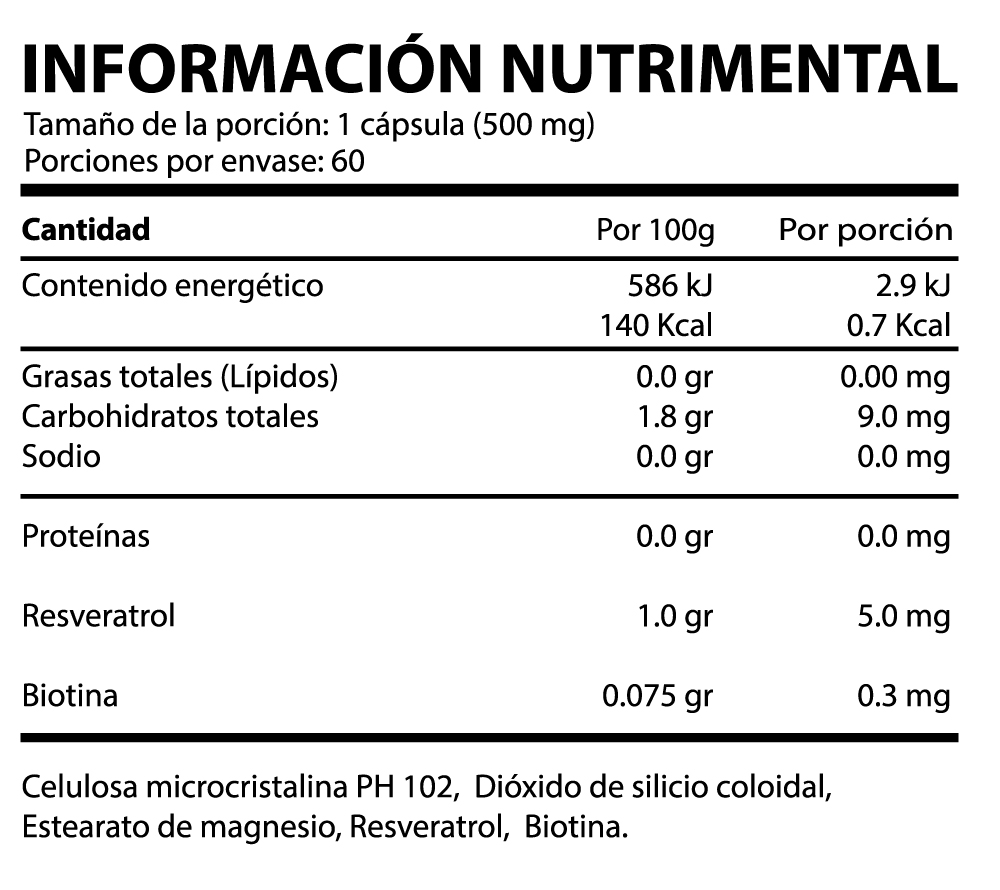 INFORMACIÓN NUTRIMENTAL
Tamaño de la porción: 1 cápsula (500 mg)
Porciones por envase: 60
Cantidad Por 100g Por porción
Contenido energético 586 kJ 2.9 kJ
140 Kcal 0.7 Kcal
Grasas totales (Lípidos) 0.0 gr 0.00 mg
Carbohidratos totales 1.8 gr 9.0 mg
Sodio 0.0 gr 0.0 mg
Proteínas 0.0 gr 0.0 mg
Resveratrol 1.0 gr 5.0 mg
Biotina 0.075 gr 0.3 mg
Celulosa microcristalina PH 102, Dióxido de silicio coloidal,
Estearato de magnesio, Resveratrol, Biotina.